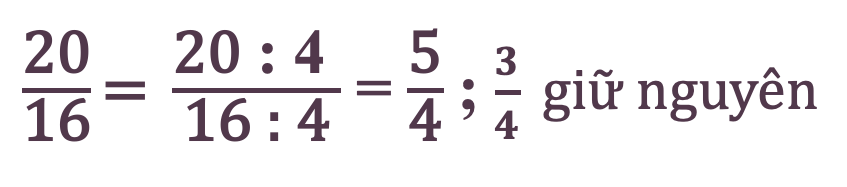 20/16 = 20 : 4/16 : 4 = 5/4 ; 3/4 giữ nguyên